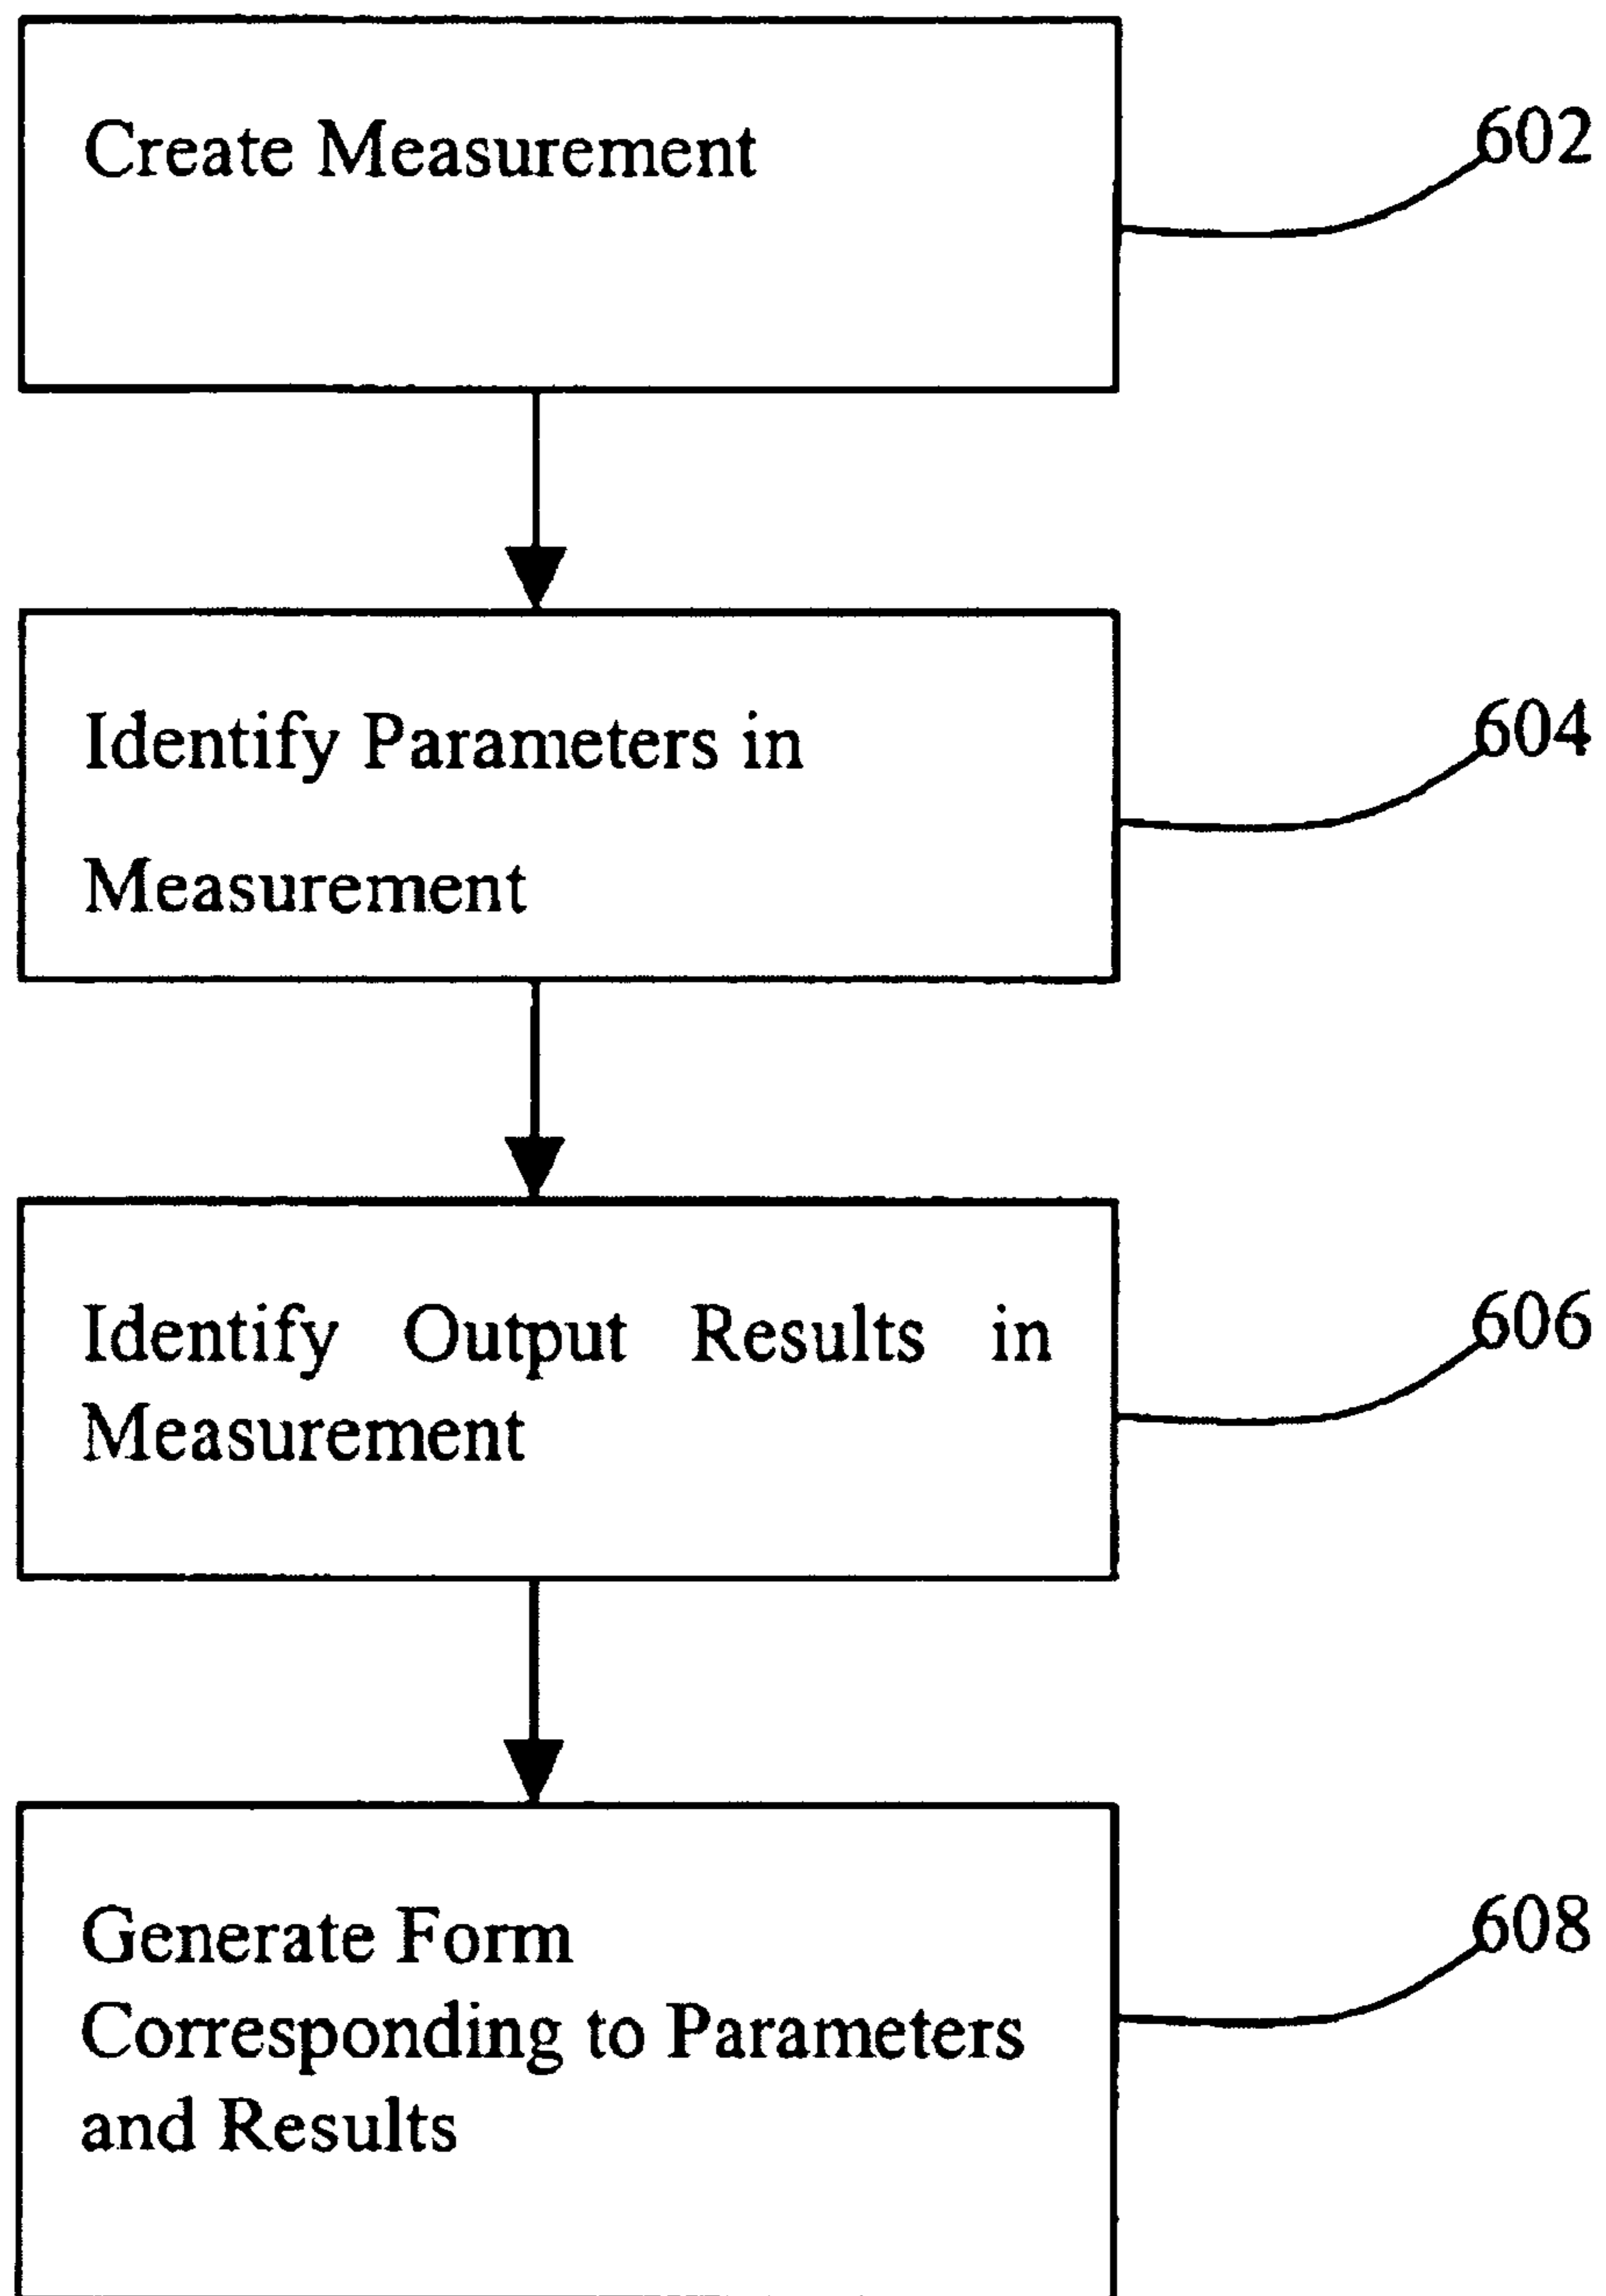 Create Measurement
602
Identify Parameters in
604
Measurement
Identify Output Results in
606
Measurement
Generate Form
608
Corresponding to Parameters
and Results